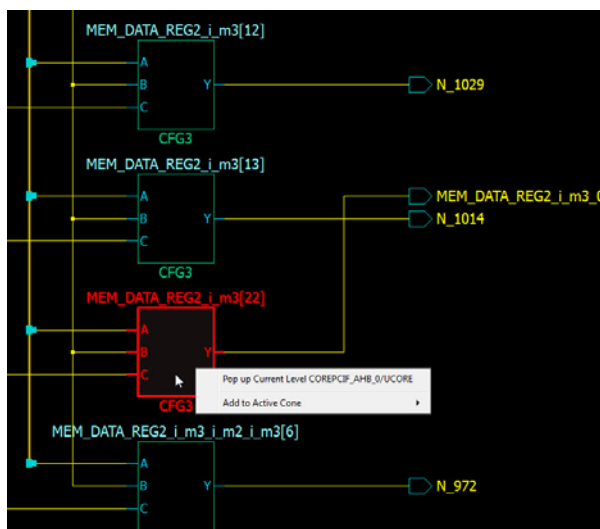 MEM_DATA_REG2_i_m3[12]
A
B
Y
N_1029
C
CFG3
MEM_DATA_REG2_i_m3[13]
A
MEM_DATA_REG2_i_m3_0
B
Y
N_1014
C
CFG3
MEM_DATA_REG2_i_m3[22]
A
B
Y
C
Pop up Current Level COREPCIF_AHB_0/UCORE
CFG3
Add to Active Cone
MEM_DATA_REG2_i_m3_i_m2_i_m3[6]
A
B
Y
N_972
C